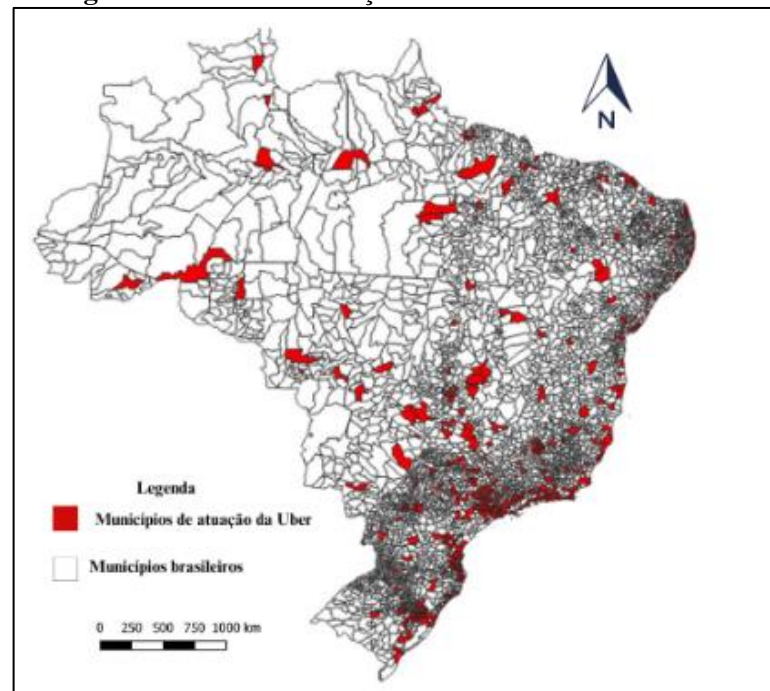 N
Legenda
Municípios de atuação da Uber
Municípios brasileiros
0 250 500 750 1000 km